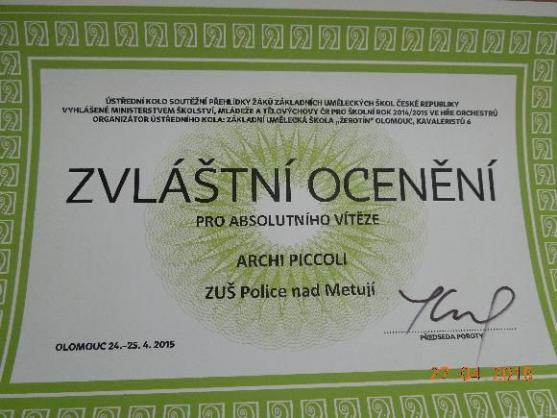 ÚSTŘEDNÍ KOLO SOUTĚŽNÍ PŘEHLÍDKY ŽÁKŮ ZÁKLADNÍCH UMĚLECKÝCH ŠKOL ČESKÉ REPUBLIKY
VYHLÁŠENÉ MINISTERSTVEM ŠKOLSTVÍ, MLÁDEŽE A TĚLOVÝCHOVY ČR PRO ŠKOLNÍ ROK 2014/2015 VE HŘE ORCHESTRŮ
ORGANIZÁTOR ÚSTŘEDNÍHO KOLA: ZÁKLADNÍ UMĚLECKÁ ŠKOLA „ŽEROTÍN“ OLOMOUC, KAVALERISTŮ 6
ZVLÁŠTNÍ OCENĚNÍ
PRO ABSOLUTNÍHO VÍTĚZE
ARCHI PICCOLI
ZUŠ Police nad Metují
PŘEDSEDA POROTY
OLOMOUC 24.–25. 4. 2015